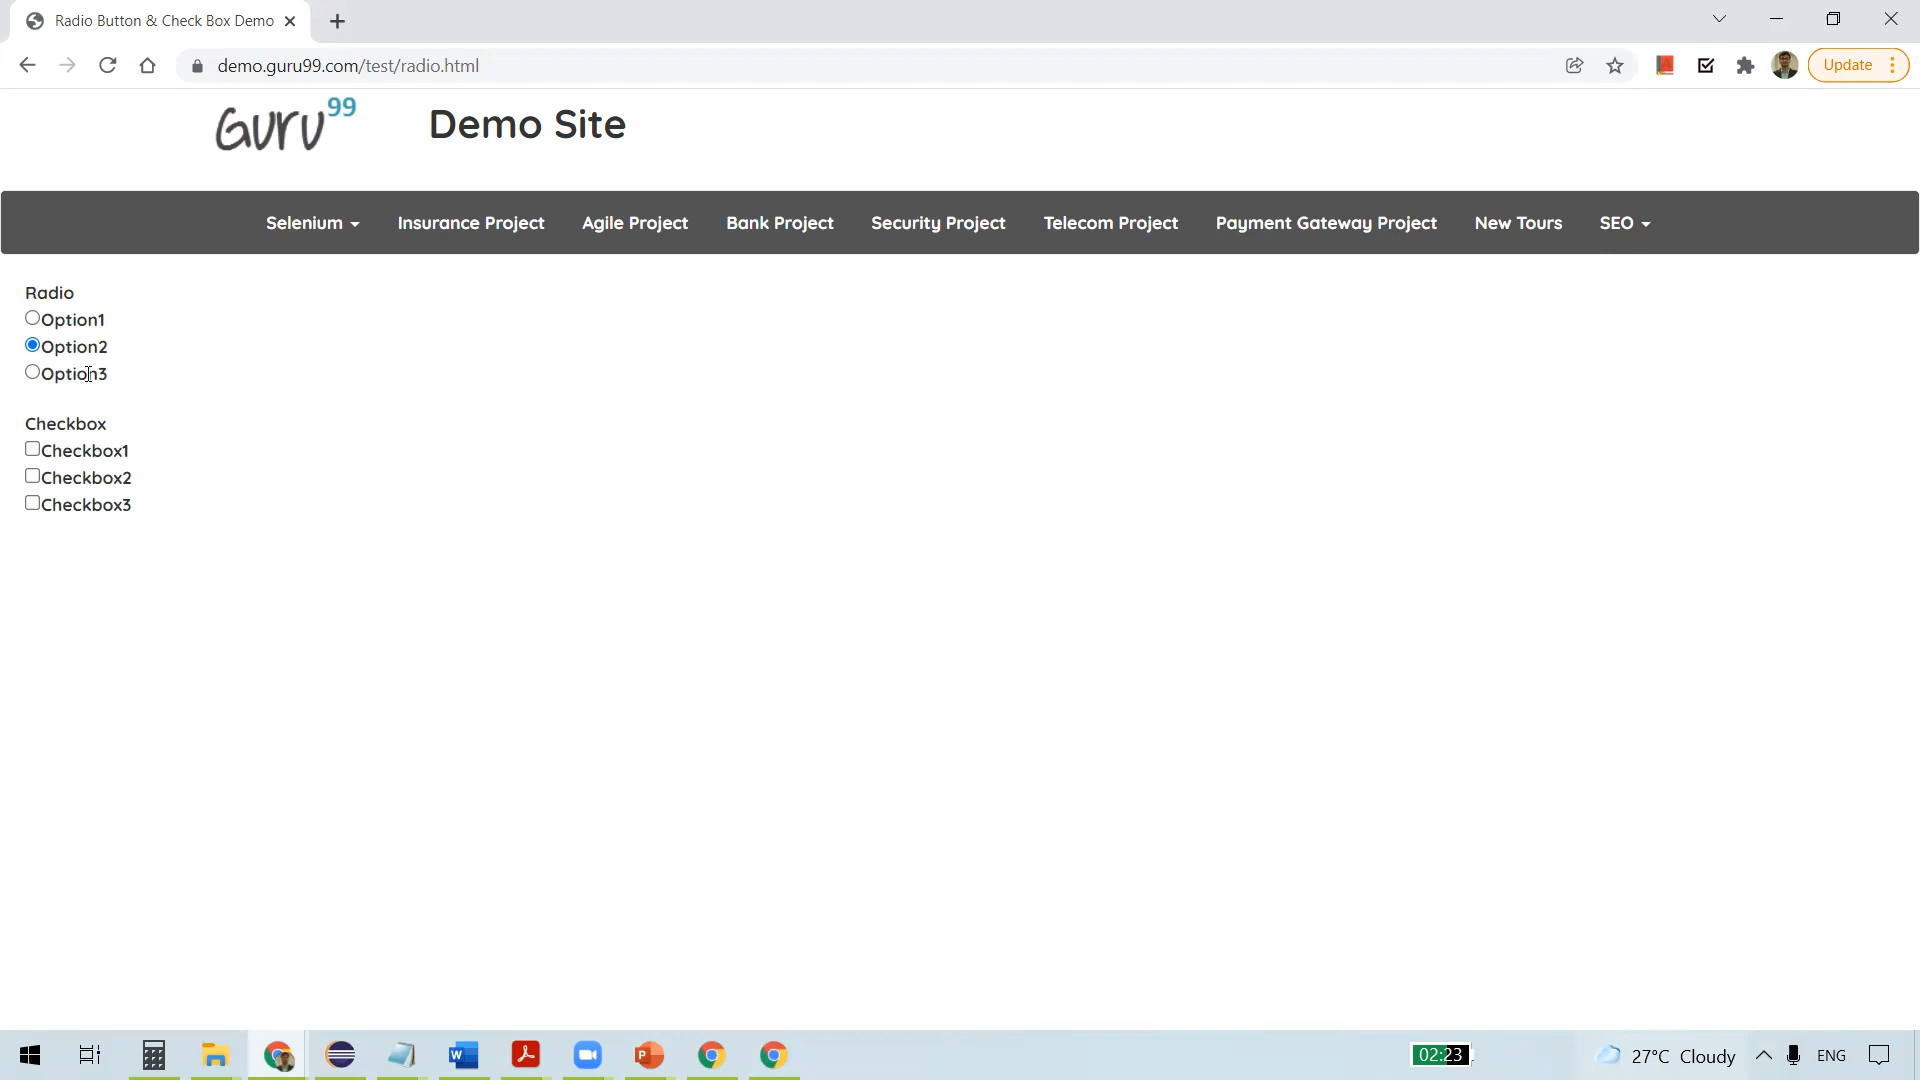 Radio Button & Check Box Demo
demo.guru99.com/test/radio.html
Update
Guru99
Demo Site
Selenium
Insurance Project
Agile Project
Bank Project
Security Project
Telecom Project
Payment Gateway Project
New Tours
SEO
Radio
Option1
Option2
Option3
Checkbox
Checkbox1
Checkbox2
Checkbox3
02:23
27°C Cloudy
ENG